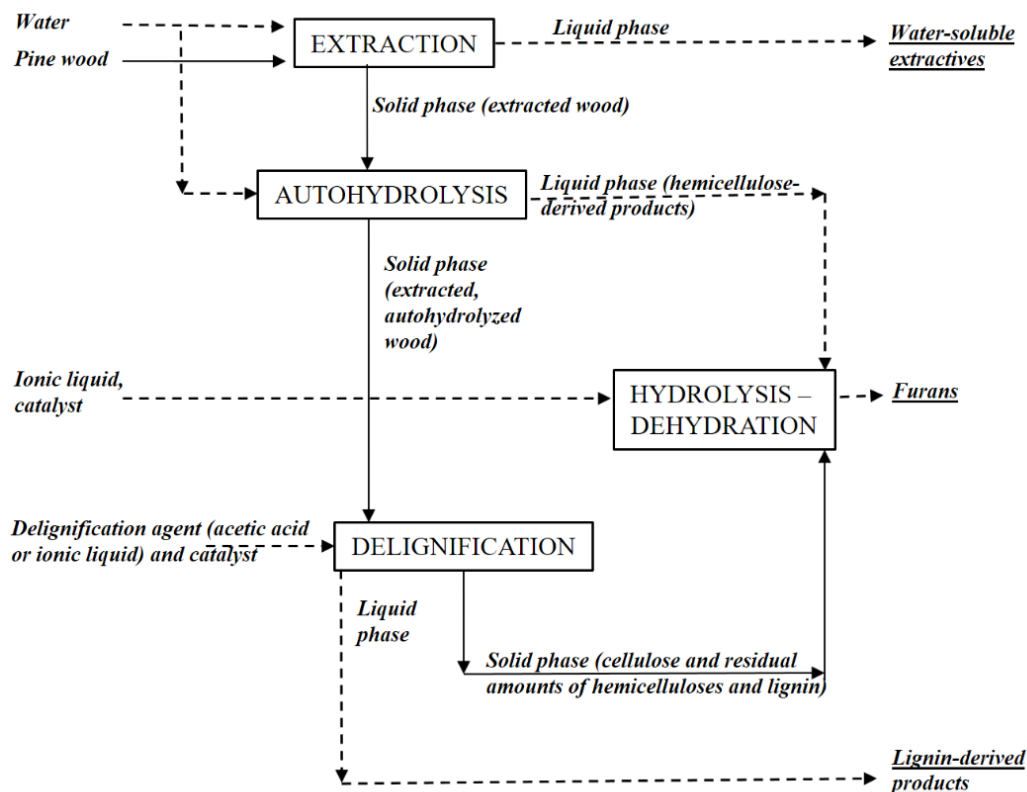 Water
Pine wood
EXTRACTION
Liquid phase
Water-soluble
extractives
Solid phase (extracted wood)
AUTOHYDROLYSIS
Liquid phase (hemicellulose-
derived products)
Solid phase
(extracted,
autohydrolyzed
wood)
Ionic liquid,
catalyst
HYDROLYSIS –
DEHYDRATION
Furans
Delignification agent (acetic acid
or ionic liquid) and catalyst
DELIGNIFICATION
Liquid
phase
Solid phase (cellulose and residual
amounts of hemicelluloses and lignin)
Lignin-derived
products